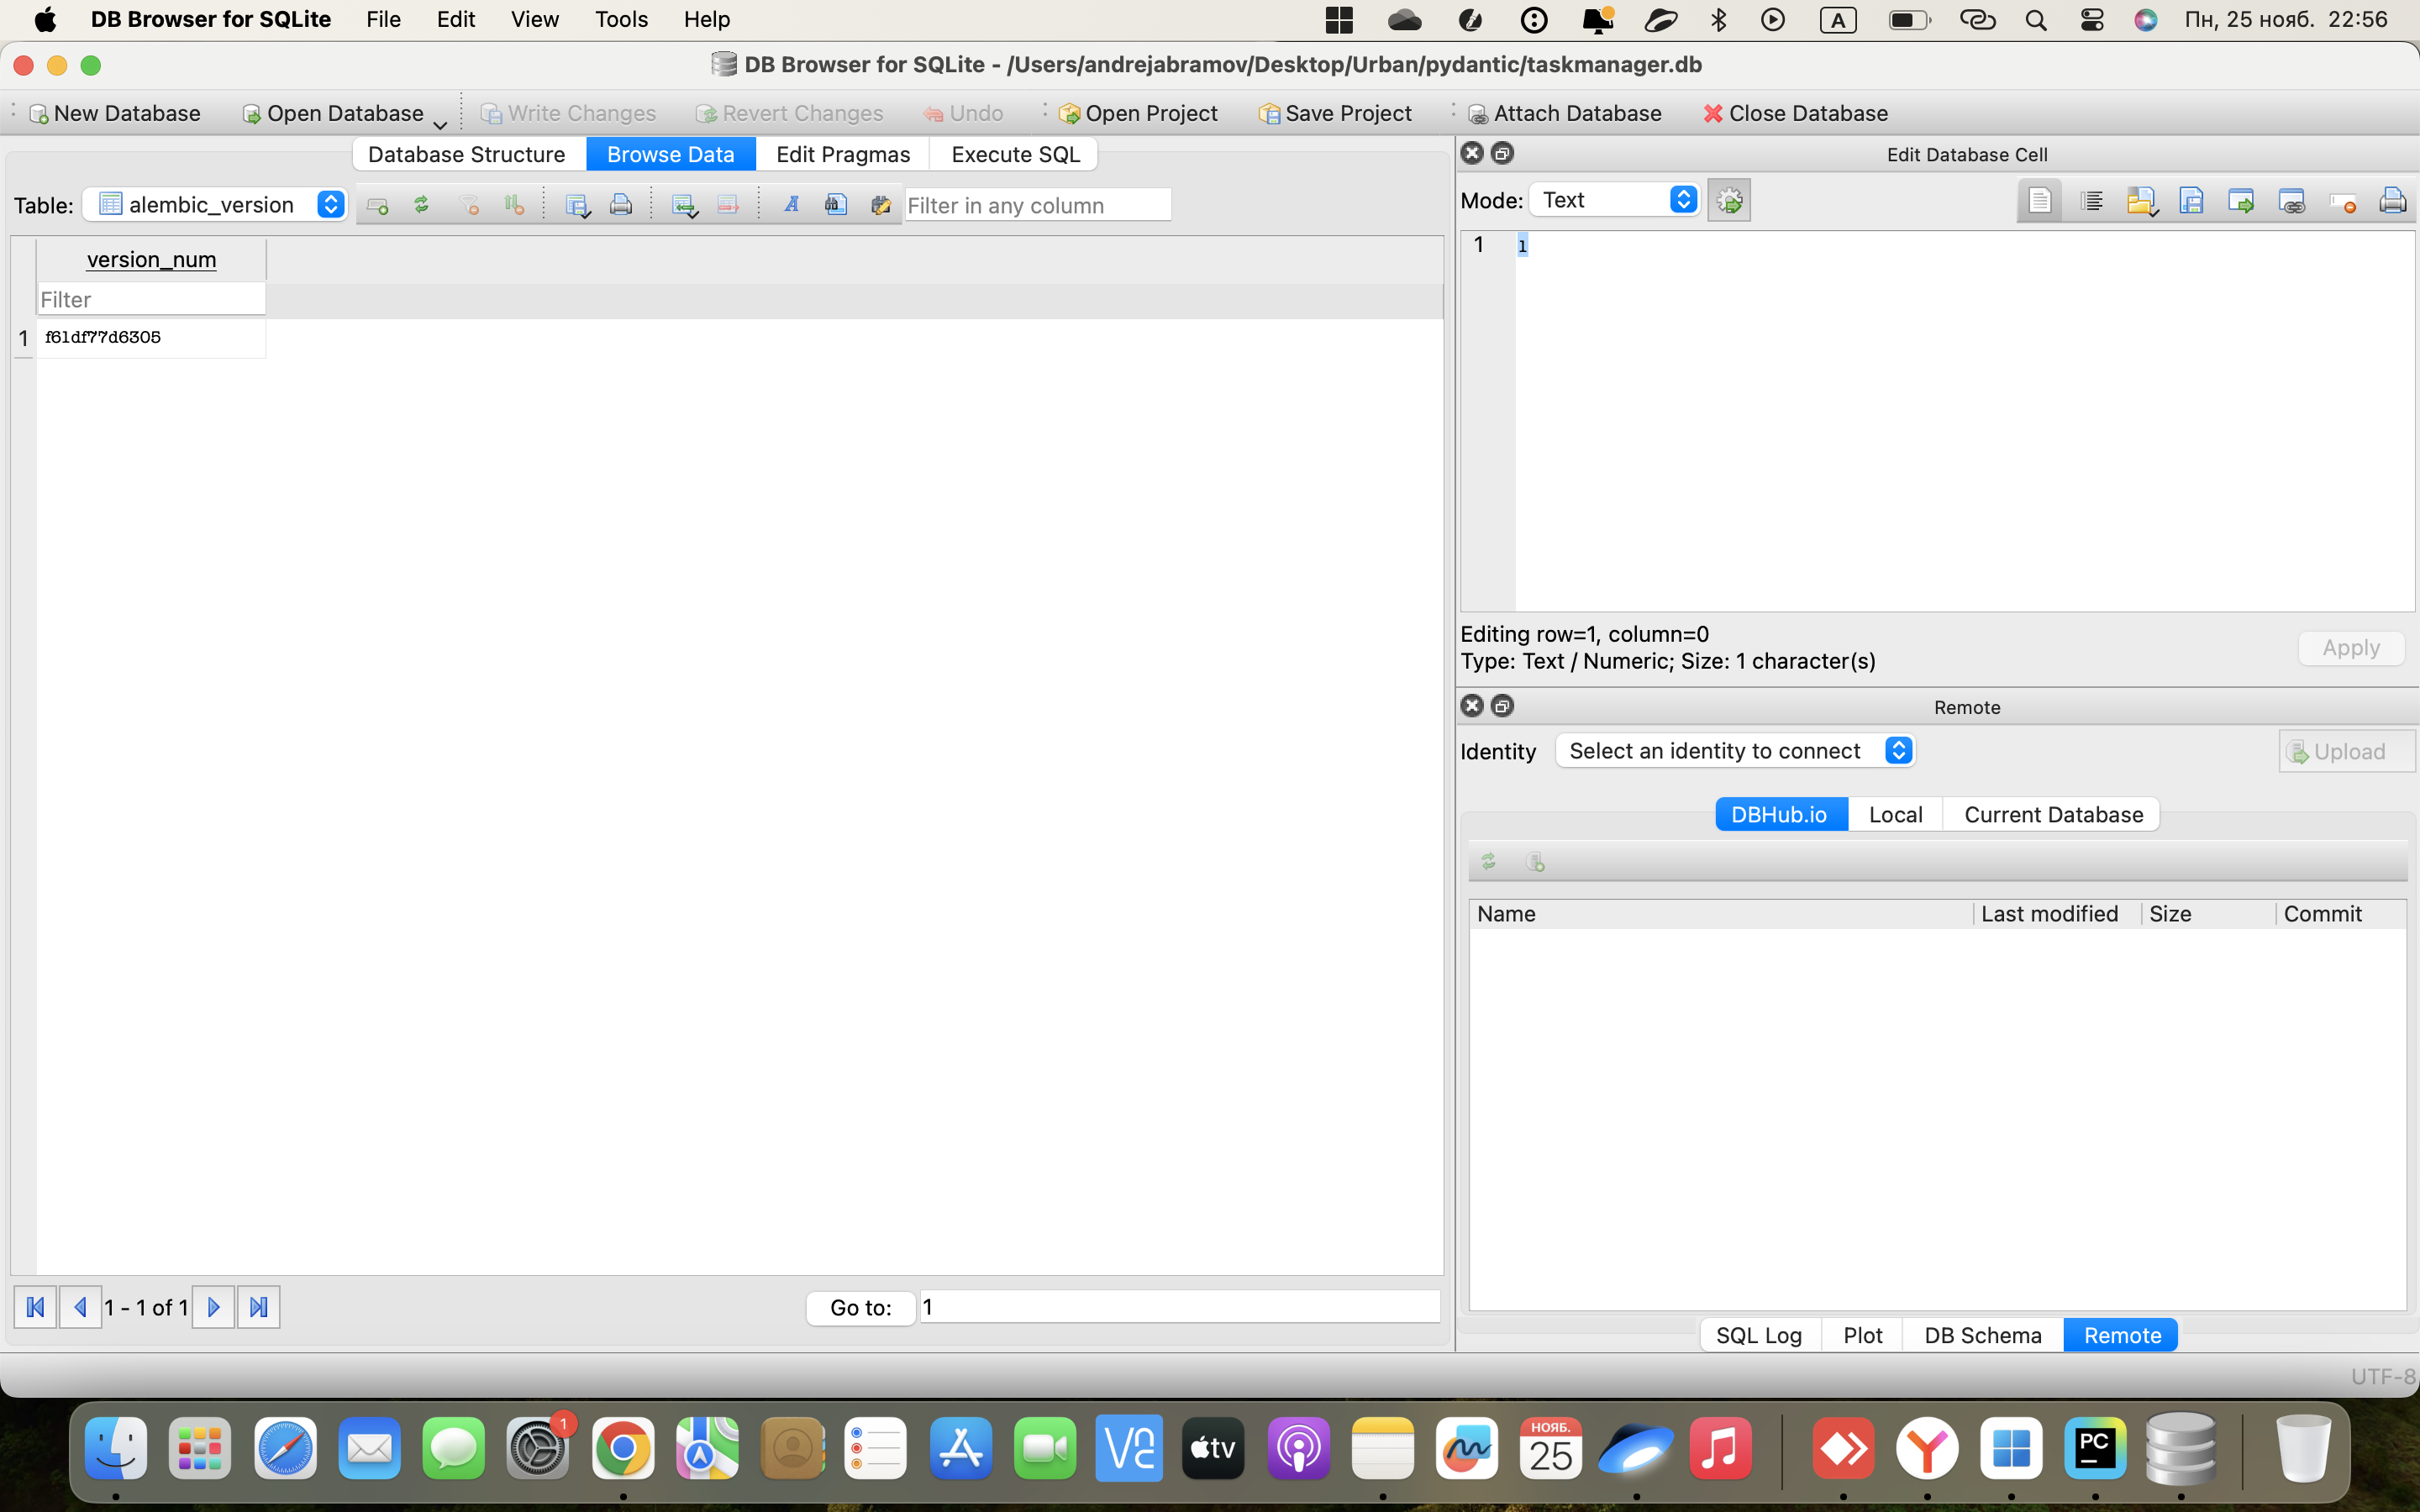 DB Browser for SQLite File Edit View Tools Help A Пн, 25 нояб. 22:56
DB Browser for SQLite - /Users/andrejabramov/Desktop/Urban/pydantic/taskmanager.db
New Database Open Database Write Changes Revert Changes Undo Open Project Save Project Attach Database Close Database
Database Structure Browse Data Edit Pragmas Execute SQL
Table: alembic_version Filter in any column
version_num
Filter
1 f61df77d6305
1 - 1 of 1 Go to: 1
Edit Database Cell
Mode: Text
1 1
Editing row=1, column=0
Type: Text / Numeric; Size: 1 character(s)
Apply
Remote
Identity Select an identity to connect Upload
DBHub.io Local Current Database
Name Last modified Size Commit
SQL Log Plot DB Schema Remote
UTF-8
1
tv
НОЯБ.
25
PC